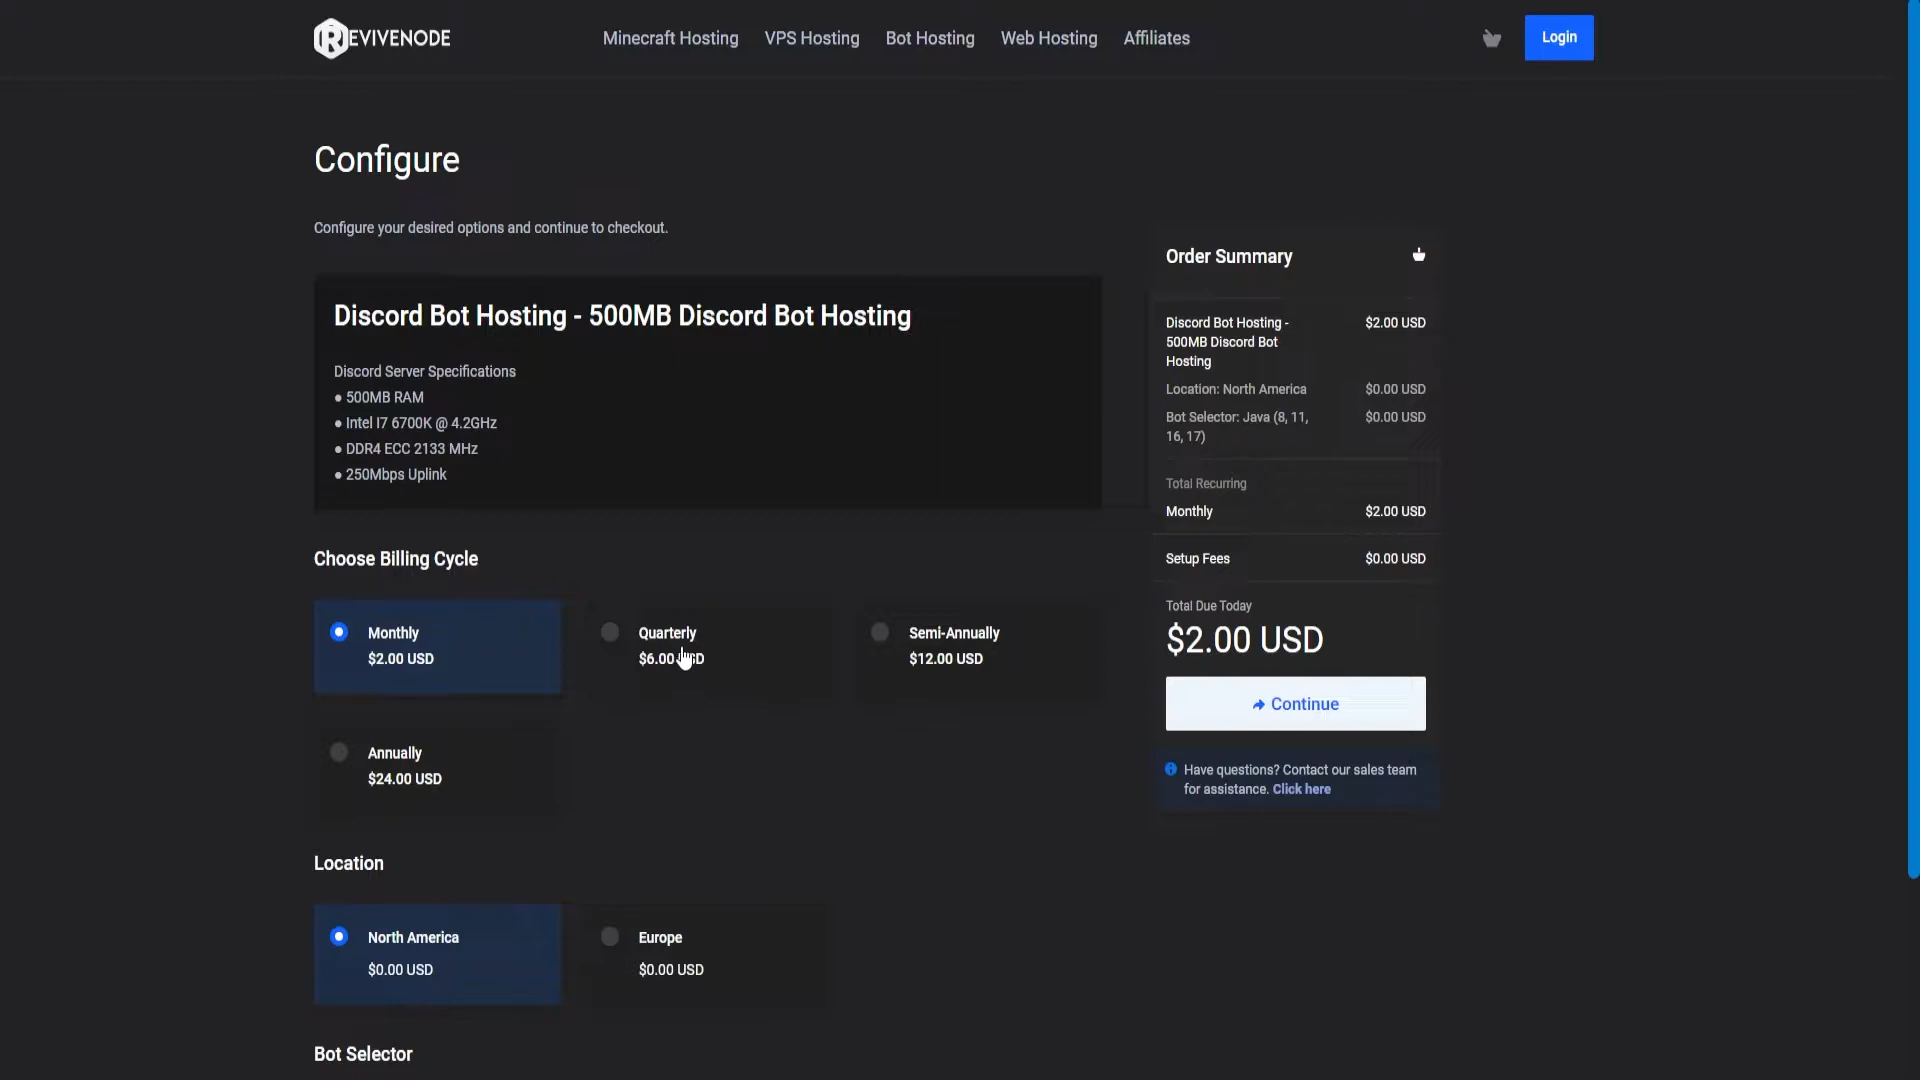 REVIVENODE
Minecraft Hosting
VPS Hosting
Bot Hosting
Web Hosting
Affiliates
Login
Configure
Configure your desired options and continue to checkout.
Discord Bot Hosting - 500MB Discord Bot Hosting
Discord Server Specifications
● 500MB RAM
● Intel I7 6700K @ 4.2GHz
● DDR4 ECC 2133 MHz
● 250Mbps Uplink
Choose Billing Cycle
Monthly
$2.00 USD
Quarterly
$6.00 USD
Semi-Annually
$12.00 USD
Annually
$24.00 USD
Location
North America
$0.00 USD
Europe
$0.00 USD
Bot Selector
Order Summary
Discord Bot Hosting - $2.00 USD
500MB Discord Bot
Hosting
Location: North America $0.00 USD
Bot Selector: Java (8, 11, $0.00 USD
16, 17)
Total Recurring
Monthly $2.00 USD
Setup Fees $0.00 USD
Total Due Today
$2.00 USD
Continue
Have questions? Contact our sales team
for assistance. Click here